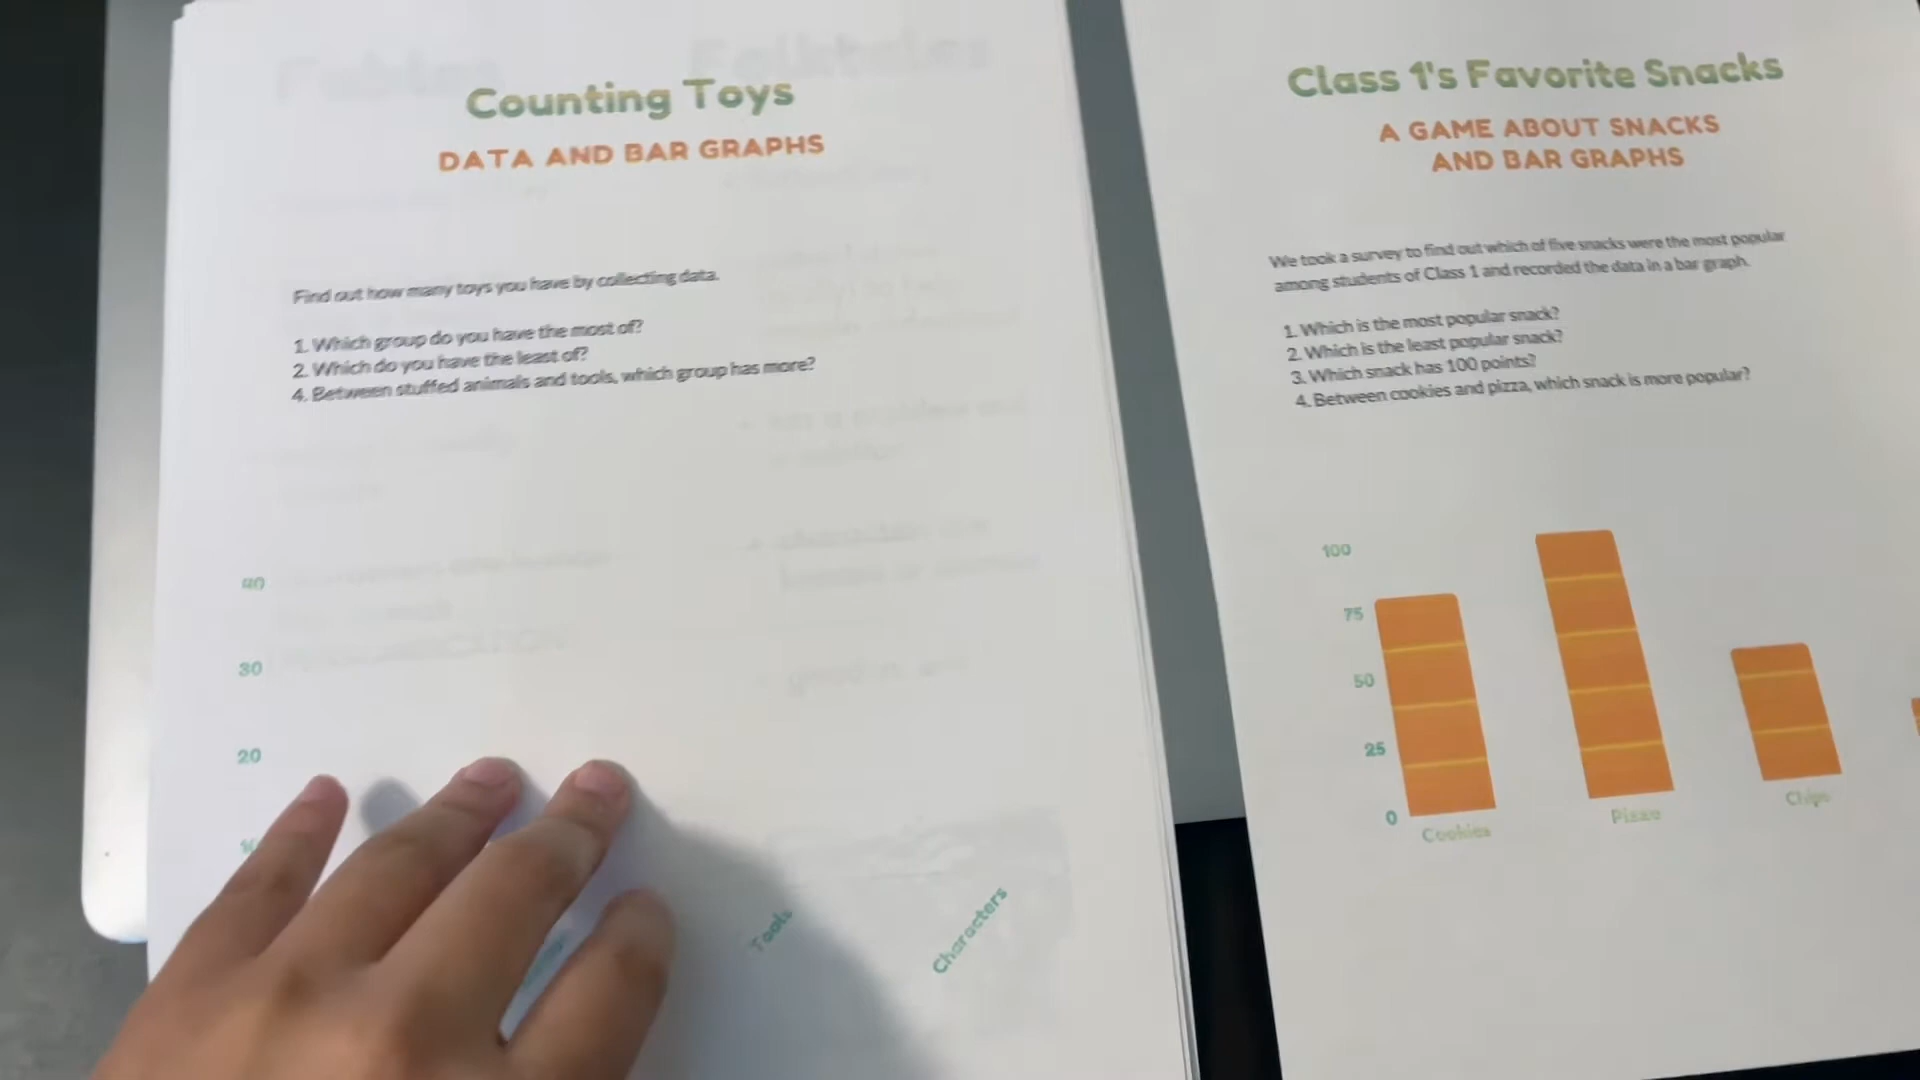 Counting Toys
DATA AND BAR GRAPHS
Find out how many toys you have by collecting data.
1. Which group do you have the most of?
2. Which do you have the least of?
4. Between stuffed animals and tools, which group has more?
40
30
20
Tools
Characters
Class 1's Favorite Snacks
A GAME ABOUT SNACKS
AND BAR GRAPHS
We took a survey to find out which of five snacks were the most popular
among students of Class 1 and recorded the data in a bar graph.
1. Which is the most popular snack?
2. Which is the least popular snack?
3. Which snack has 100 points?
4. Between cookies and pizza, which snack is more popular?
100
75
50
25
0
Cookies
Pizza
Chips